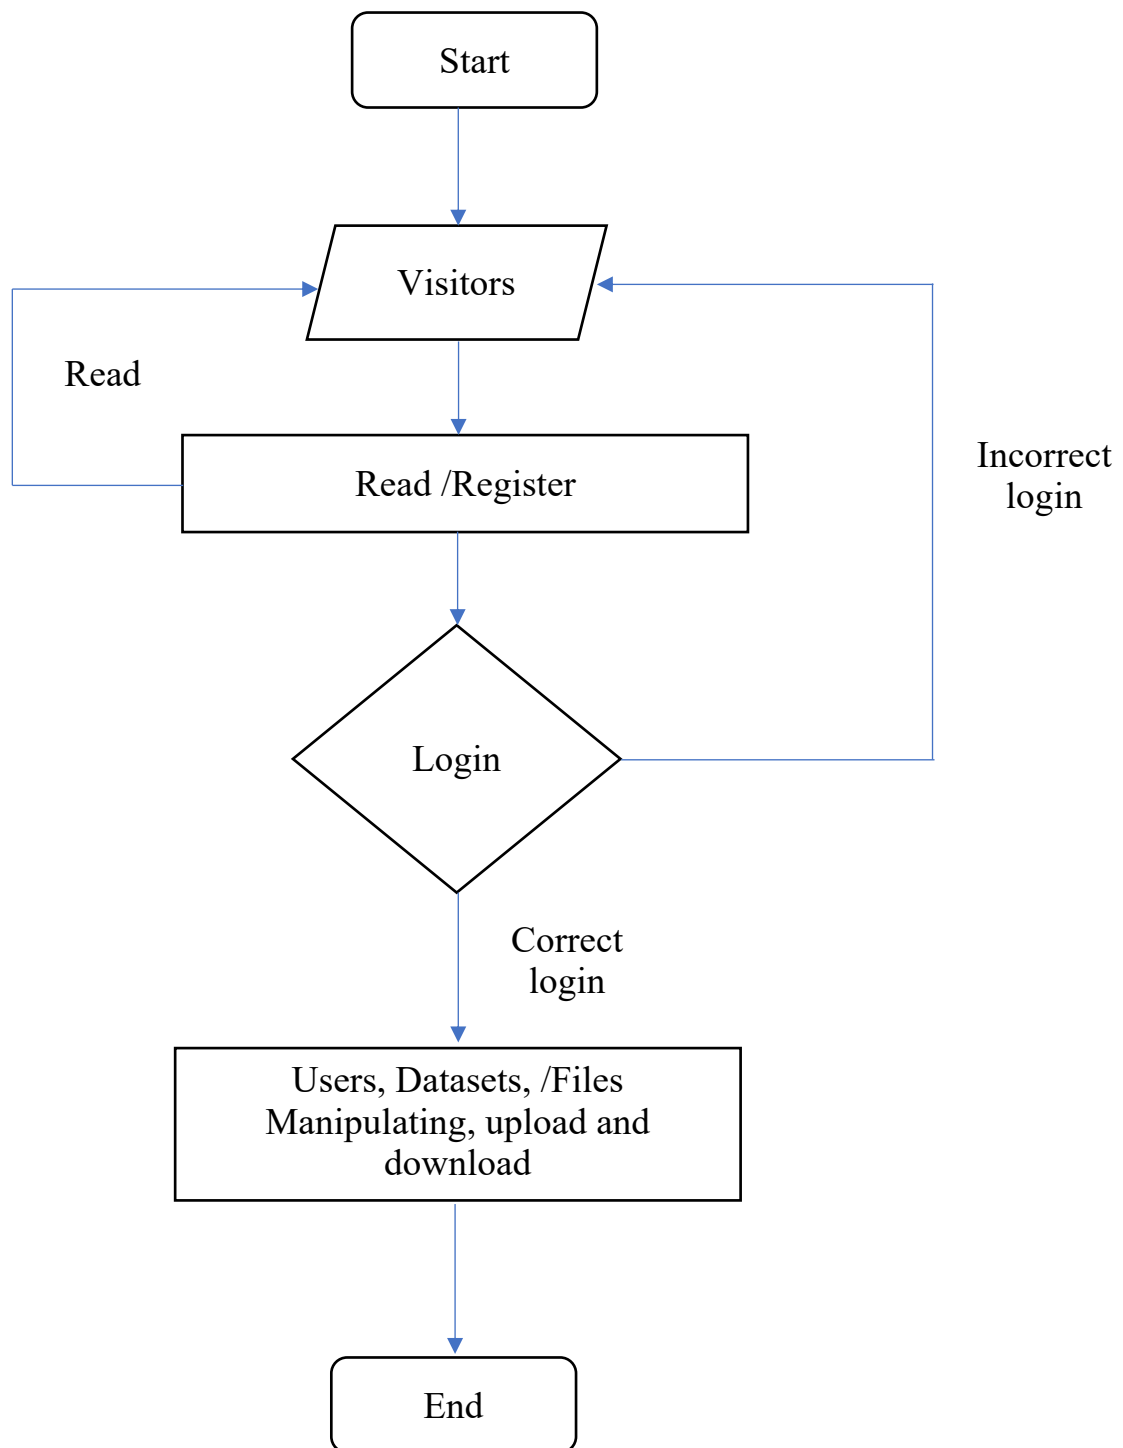 Start
Visitors
Read
Read /Register
Incorrect
login
Login
Correct
login
Users, Datasets, /Files
Manipulating, upload and
download
End